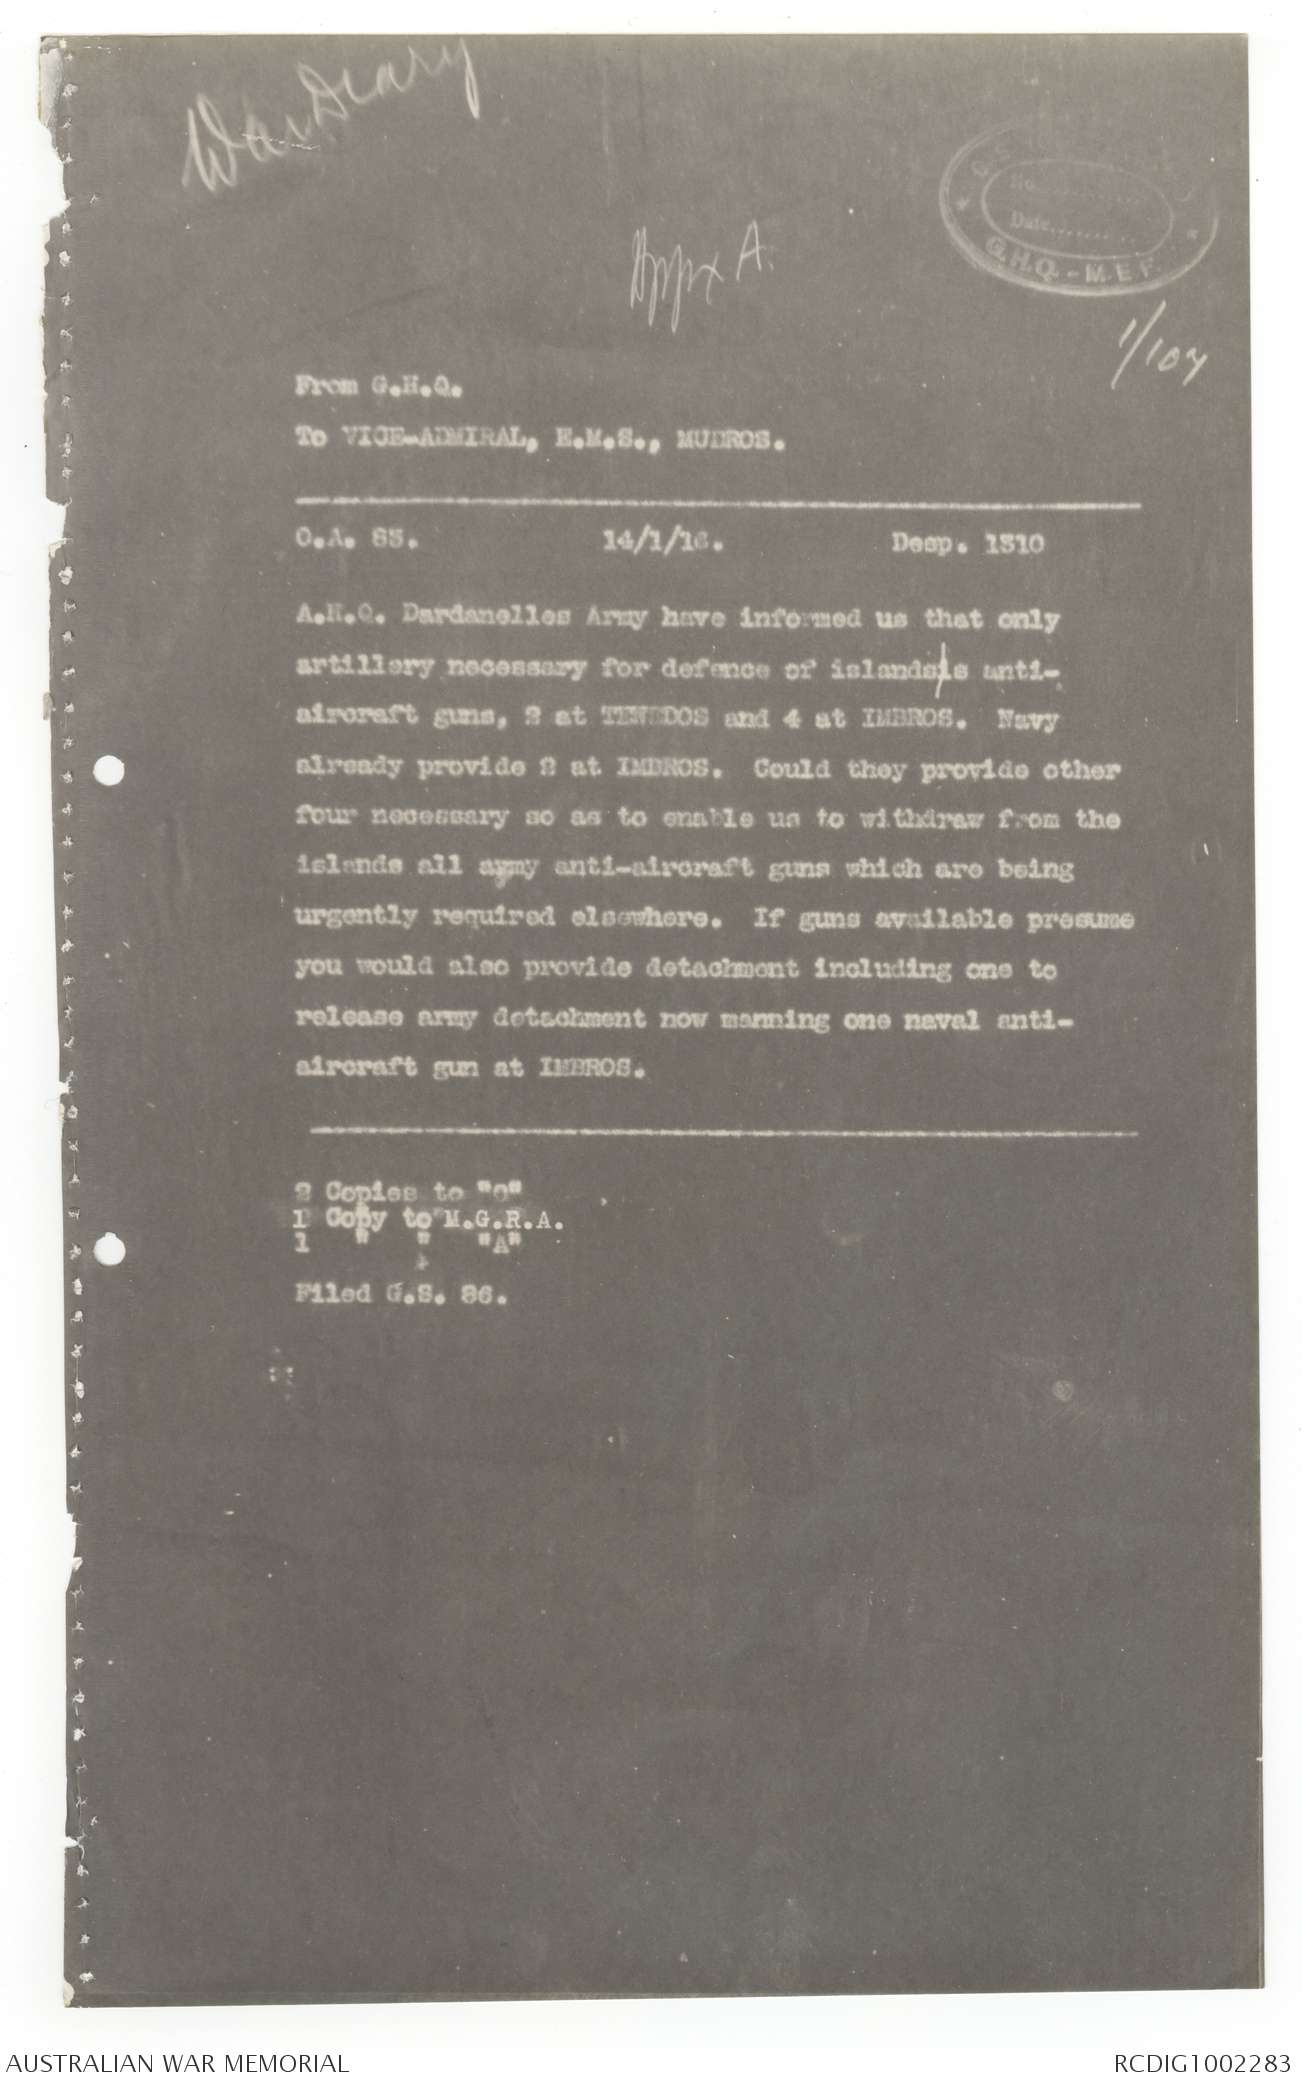 War Diary
G.S.
No..........
Date..........
G.H.Q. - M.E.F.
Appx A.
1/107
From G.H.Q.
To VICE-ADMIRAL, E.M.S., MUDROS.
O.A. 83. 14/1/16. Desp. 1310
A.H.Q. Dardanelles Army have informed us that only
artillery necessary for defence of islands/is anti-
aircraft guns, 2 at TENEDOS and 4 at IMBROS. Navy
already provide 2 at IMBROS. Could they provide other
four necessary so as to enable us to withdraw from the
islands all army anti-aircraft guns which are being
urgently required elsewhere. If guns available presume
you would also provide detachment including one to
release army detachment now manning one naval anti-
aircraft gun at IMBROS.
2 Copies to "O"
1 Copy to M.G.R.A.
1 " " "A"
Filed G.S. 86.
AUSTRALIAN WAR MEMORIAL
RCDIG1002283